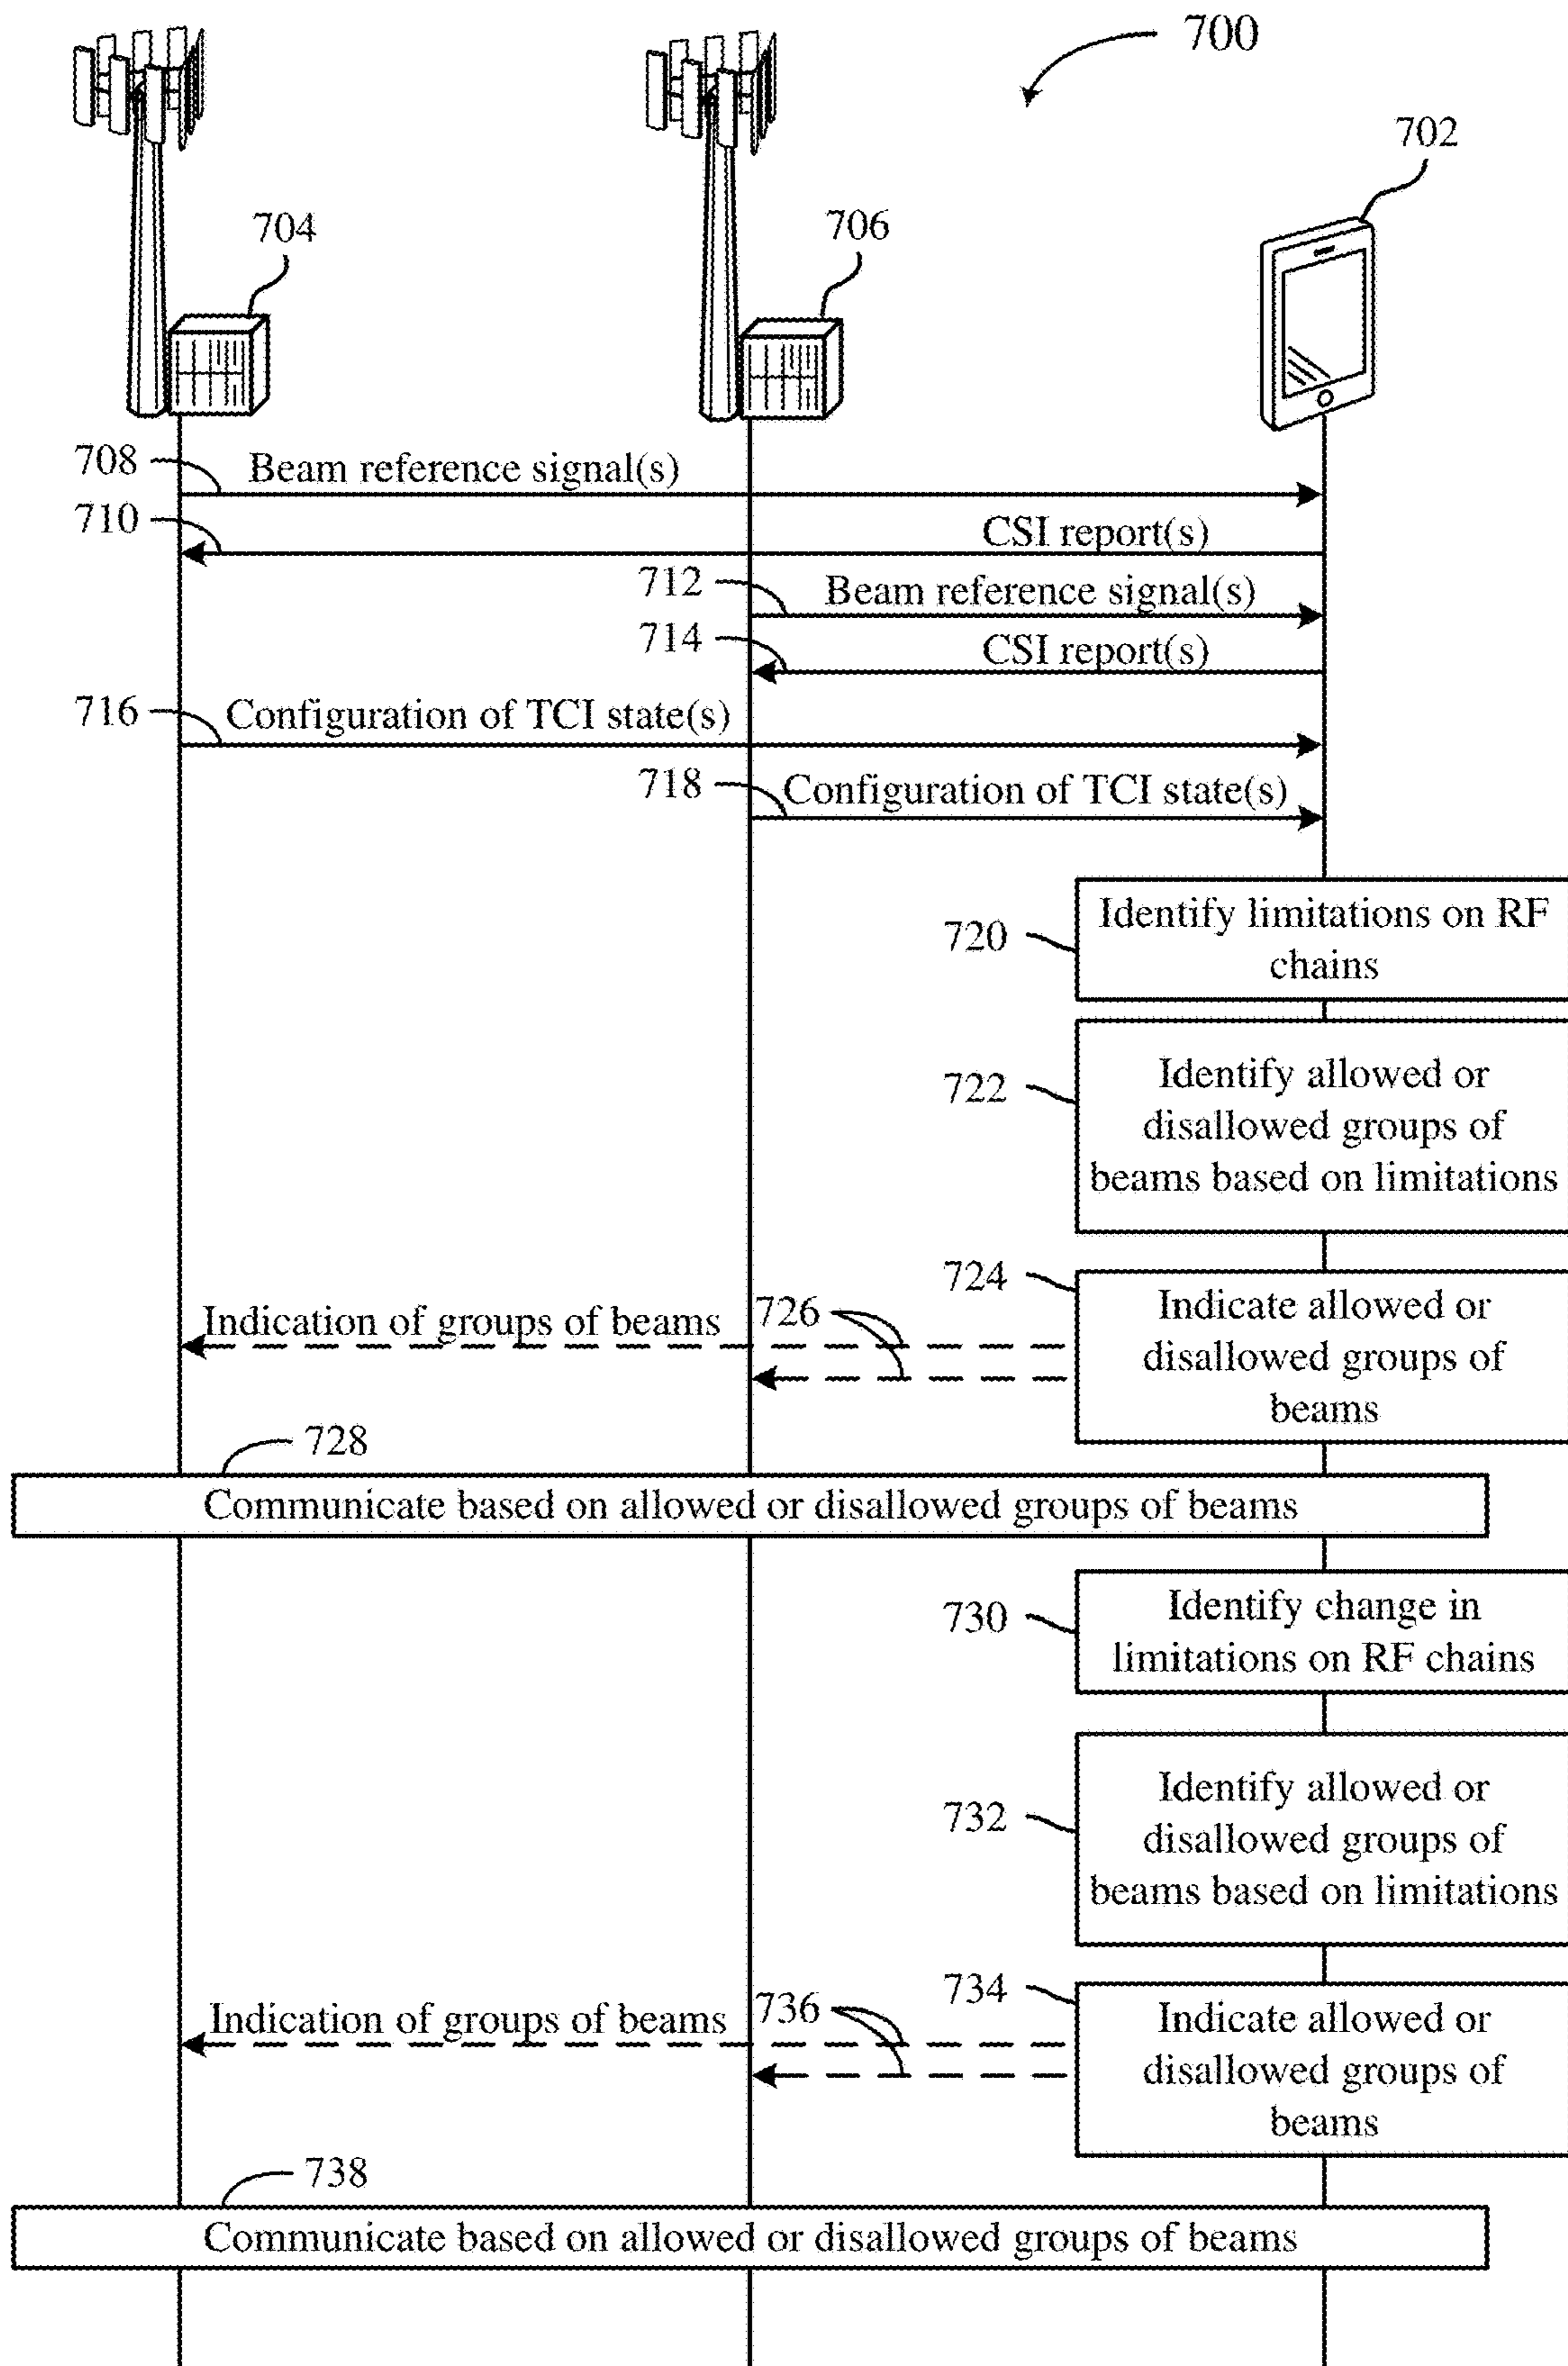 700
702
704
706
708
Beam reference signal(s)
710
CSI report(s)
712
Beam reference signal(s)
714
CSI report(s)
716
Configuration of TCI state(s)
718
Configuration of TCI state(s)
720
Identify limitations on RF
chains
722
Identify allowed or
disallowed groups of
beams based on limitations
724
Indicate allowed or
disallowed groups of
beams
Indication of groups of beams
726
728
Communicate based on allowed or disallowed groups of beams
730
Identify change in
limitations on RF chains
732
Identify allowed or
disallowed groups of
beams based on limitations
734
Indicate allowed or
disallowed groups of
beams
Indication of groups of beams
736
738
Communicate based on allowed or disallowed groups of beams